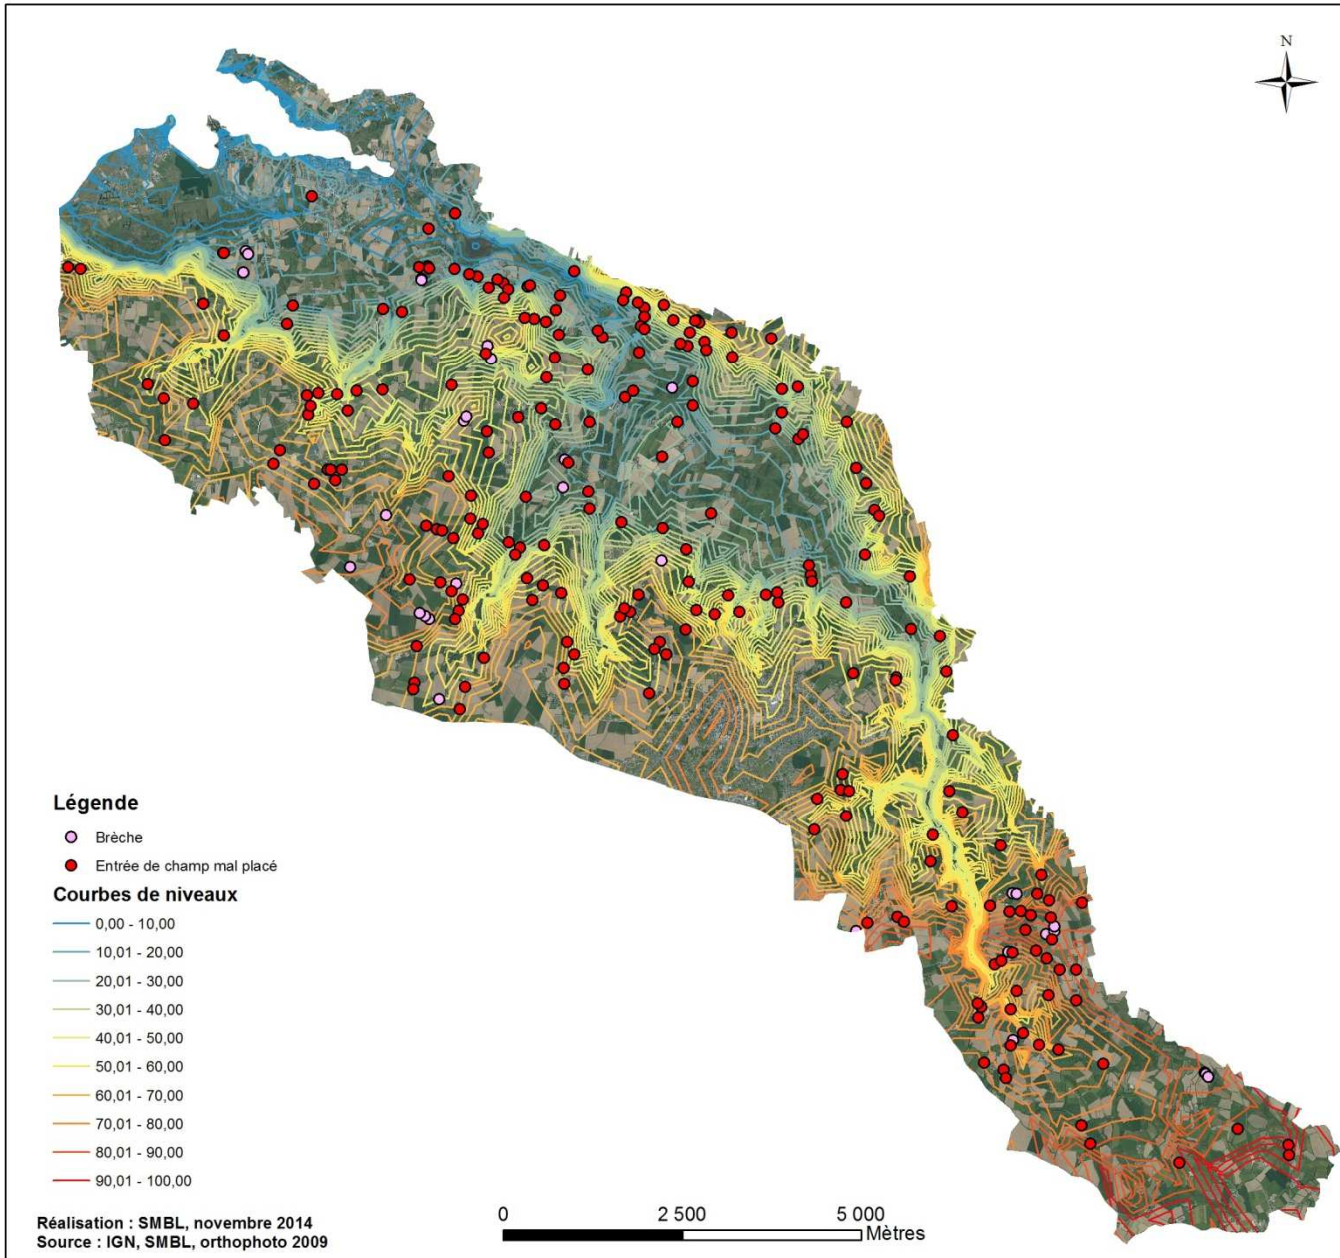 N
Légende
Brèche
Entrée de champ mal placé
Courbes de niveaux
0,00 - 10,00
10,01 - 20,00
20,01 - 30,00
30,01 - 40,00
40,01 - 50,00
50,01 - 60,00
60,01 - 70,00
70,01 - 80,00
80,01 - 90,00
90,01 - 100,00
Réalisation : SMBL, novembre 2014
Source : IGN, SMBL, orthophoto 2009
0 2 500 5 000
Mètres